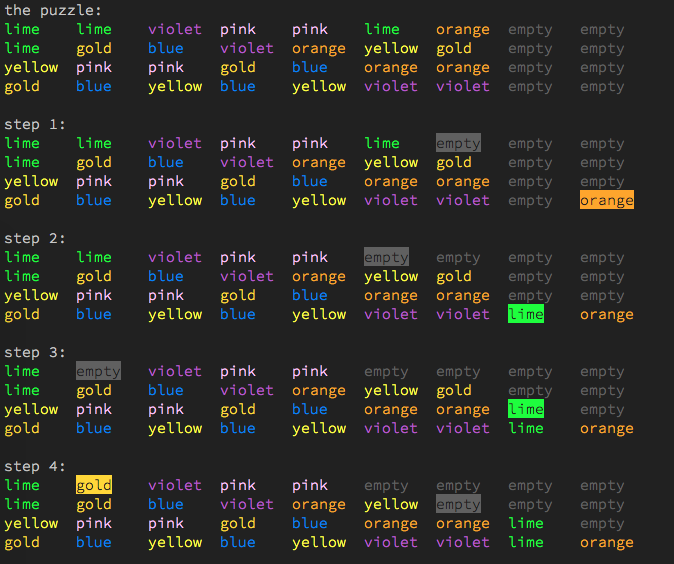 the puzzle:
lime lime violet pink pink lime orange empty empty
lime gold blue violet orange yellow gold empty empty
yellow pink pink gold blue orange orange empty empty
gold blue yellow blue yellow violet violet empty empty
step 1:
lime lime violet pink pink lime empty empty empty
lime gold blue violet orange yellow gold empty empty
yellow pink pink gold blue orange orange empty empty
gold blue yellow blue yellow violet violet empty orange
step 2:
lime lime violet pink pink empty empty empty empty
lime gold blue violet orange yellow gold empty empty
yellow pink pink gold blue orange orange empty empty
gold blue yellow blue yellow violet violet lime orange
step 3:
lime empty violet pink pink empty empty empty empty
lime gold blue violet orange yellow gold empty empty
yellow pink pink gold blue orange orange lime empty
gold blue yellow blue yellow violet violet lime orange
step 4:
lime gold violet pink pink empty empty empty empty
lime gold blue violet orange yellow empty empty empty
yellow pink pink gold blue orange orange lime empty
gold blue yellow blue yellow violet violet lime orange